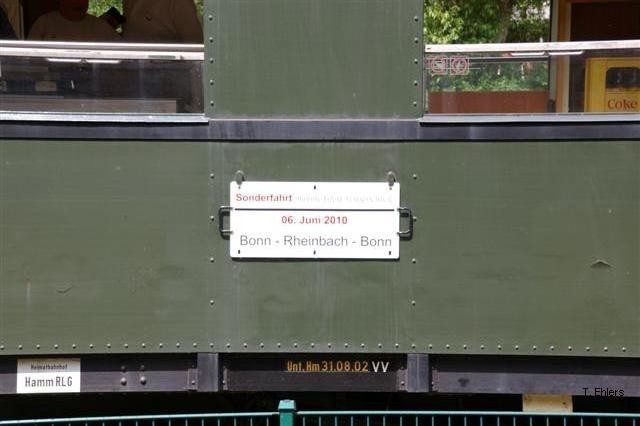 Coke
Sonderfahrt
06. Juni 2010
Bonn - Rheinbach - Bonn
Unt. Hm 31.08.02 VV
Heimatbahnhof
Hamm RLG
T. Ehlers